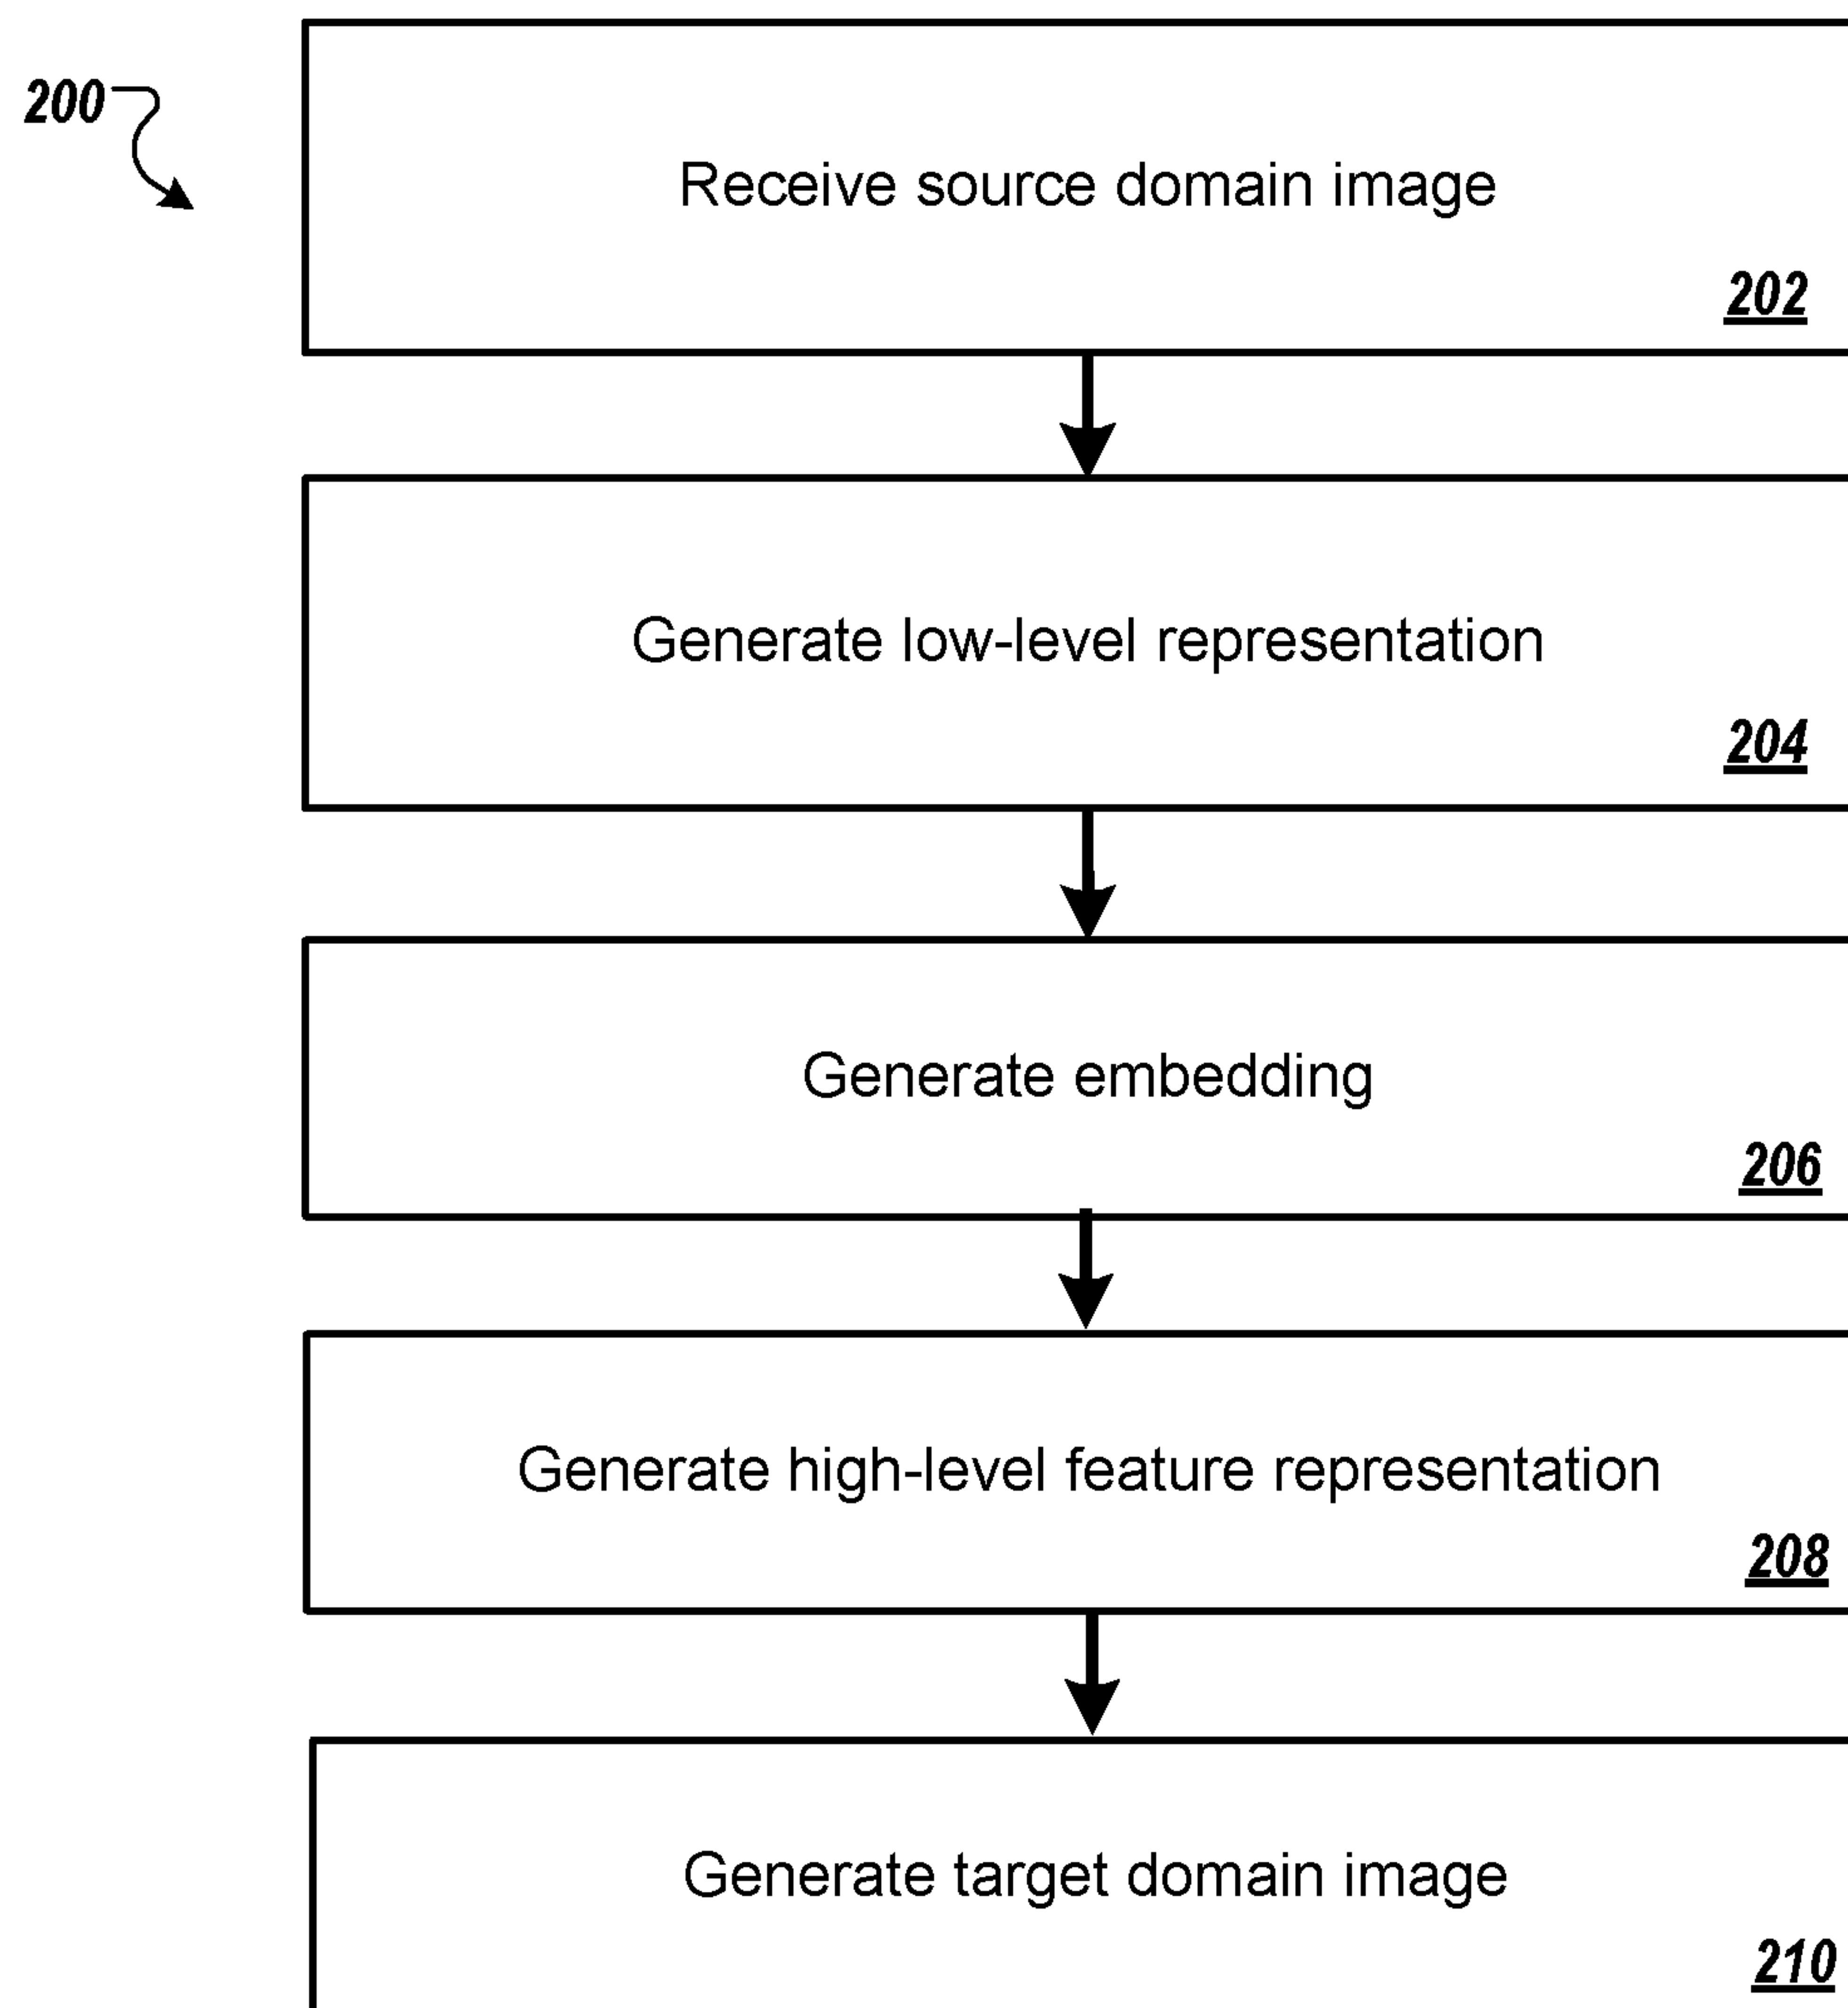 200
Receive source domain image
202
Generate low-level representation
204
Generate embedding
206
Generate high-level feature representation
208
Generate target domain image
210